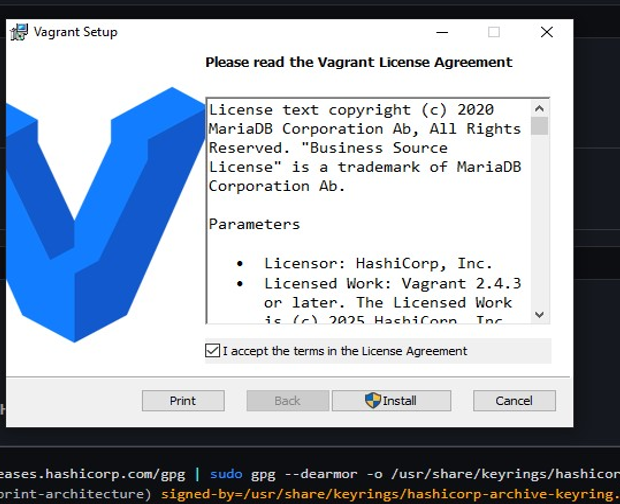 Vagrant Setup
Please read the Vagrant License Agreement
License text copyright (c) 2020
MariaDB Corporation Ab, All Rights
Reserved. "Business Source
License" is a trademark of MariaDB
Corporation Ab.
Parameters
• Licensor: HashiCorp, Inc.
• Licensed Work: Vagrant 2.4.3
or later. The Licensed Work
is (c) 2025 HashiCorp, Inc.
I accept the terms in the License Agreement
Print
Back
Install
Cancel
eases.hashicorp.com/gpg | sudo gpg --dearmor -o /usr/share/keyrings/hashicor
print-architecture) signed-by=/usr/share/keyrings/hashicorp-archive-keyring.